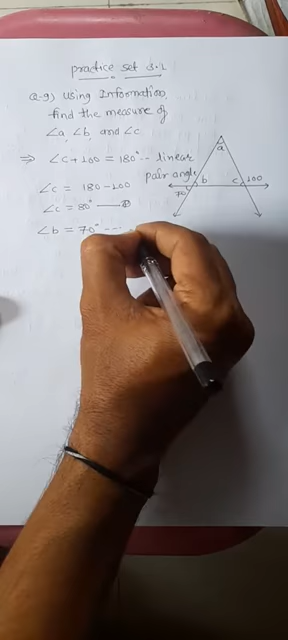 practice set 3.2
Q-9) Using Information
find the measure of
∠a, ∠b, and ∠c
⇒ ∠c+100 = 180° -- linear
pair angle
∠c = 180-100
∠c = 80° —①
∠b = 70° ---
a
b
c
100
70